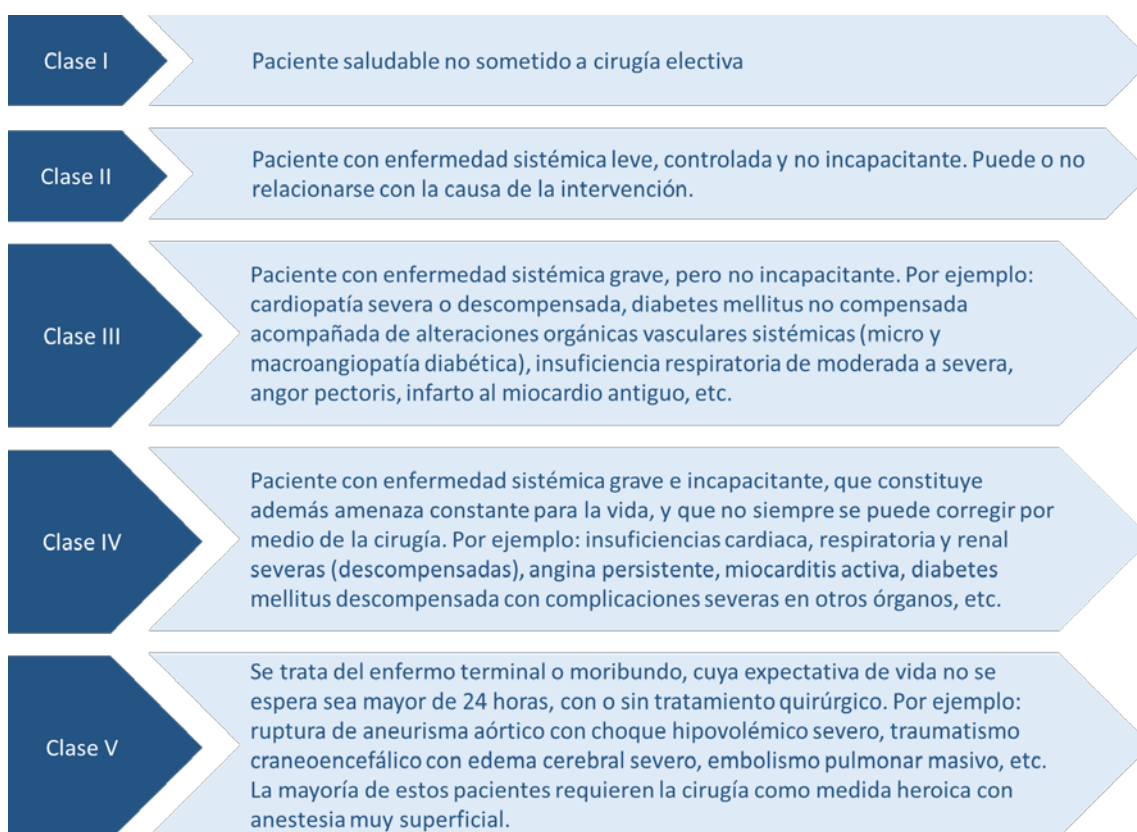 Clase I
Paciente saludable no sometido a cirugía electiva
Clase II
Paciente con enfermedad sistémica leve, controlada y no incapacitante. Puede o no
relacionarse con la causa de la intervención.
Clase III
Paciente con enfermedad sistémica grave, pero no incapacitante. Por ejemplo:
cardiopatía severa o descompensada, diabetes mellitus no compensada
acompañada de alteraciones orgánicas vasculares sistémicas (micro y
macroangiopatía diabética), insuficiencia respiratoria de moderada a severa,
angor pectoris, infarto al miocardio antiguo, etc.
Clase IV
Paciente con enfermedad sistémica grave e incapacitante, que constituye
además amenaza constante para la vida, y que no siempre se puede corregir por
medio de la cirugía. Por ejemplo: insuficiencias cardiaca, respiratoria y renal
severas (descompensadas), angina persistente, miocarditis activa, diabetes
mellitus descompensada con complicaciones severas en otros órganos, etc.
Clase V
Se trata del enfermo terminal o moribundo, cuya expectativa de vida no se
espera sea mayor de 24 horas, con o sin tratamiento quirúrgico. Por ejemplo:
ruptura de aneurisma aórtico con choque hipovolémico severo, traumatismo
craneoencefálico con edema cerebral severo, embolismo pulmonar masivo, etc.
La mayoría de estos pacientes requieren la cirugía como medida heroica con
anestesia muy superficial.